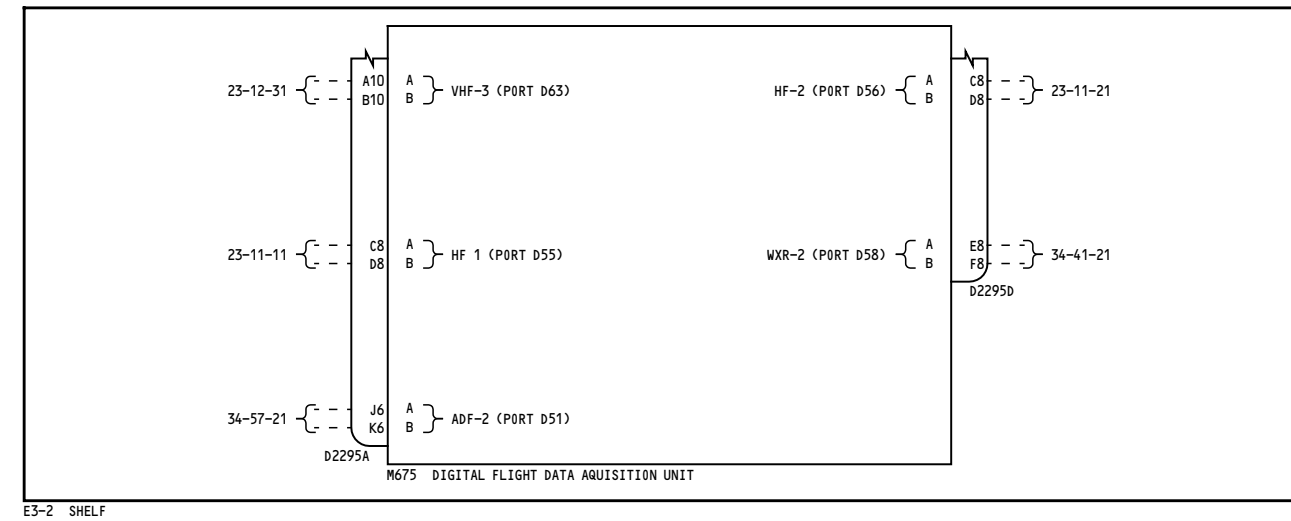 23-12-31 A10 A VHF-3 (PORT D63) HF-2 (PORT D56) A C8 23-11-21
B10 B B D8
23-11-11 C8 A HF 1 (PORT D55) WXR-2 (PORT D58) A E8 34-41-21
D8 B B F8
D2295D
34-57-21 J6 A ADF-2 (PORT D51)
K6 B
D2295A
M675 DIGITAL FLIGHT DATA AQUISITION UNIT
E3-2 SHELF